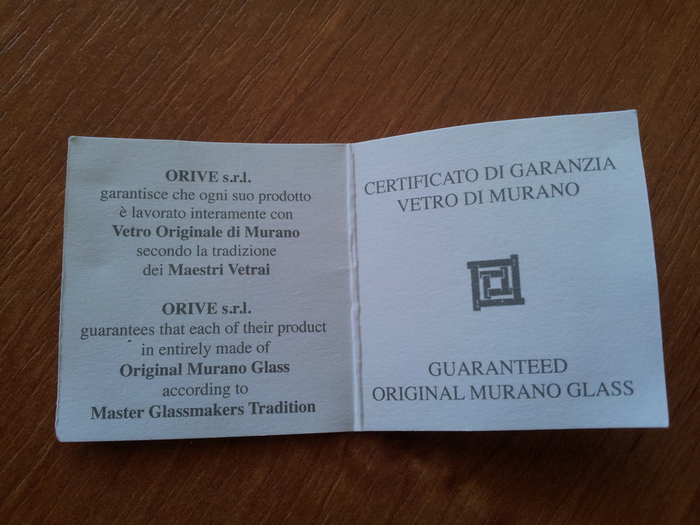 ORIVE s.r.l.
garantisce che ogni suo prodotto
è lavorato interamente con
Vetro Originale di Murano
secondo la tradizione
dei Maestri Vetrai
ORIVE s.r.l.
guarantees that each of their product
in entirely made of
Original Murano Glass
according to
Master Glassmakers Tradition
CERTIFICATO DI GARANZIA
VETRO DI MURANO
GUARANTEED
ORIGINAL MURANO GLASS